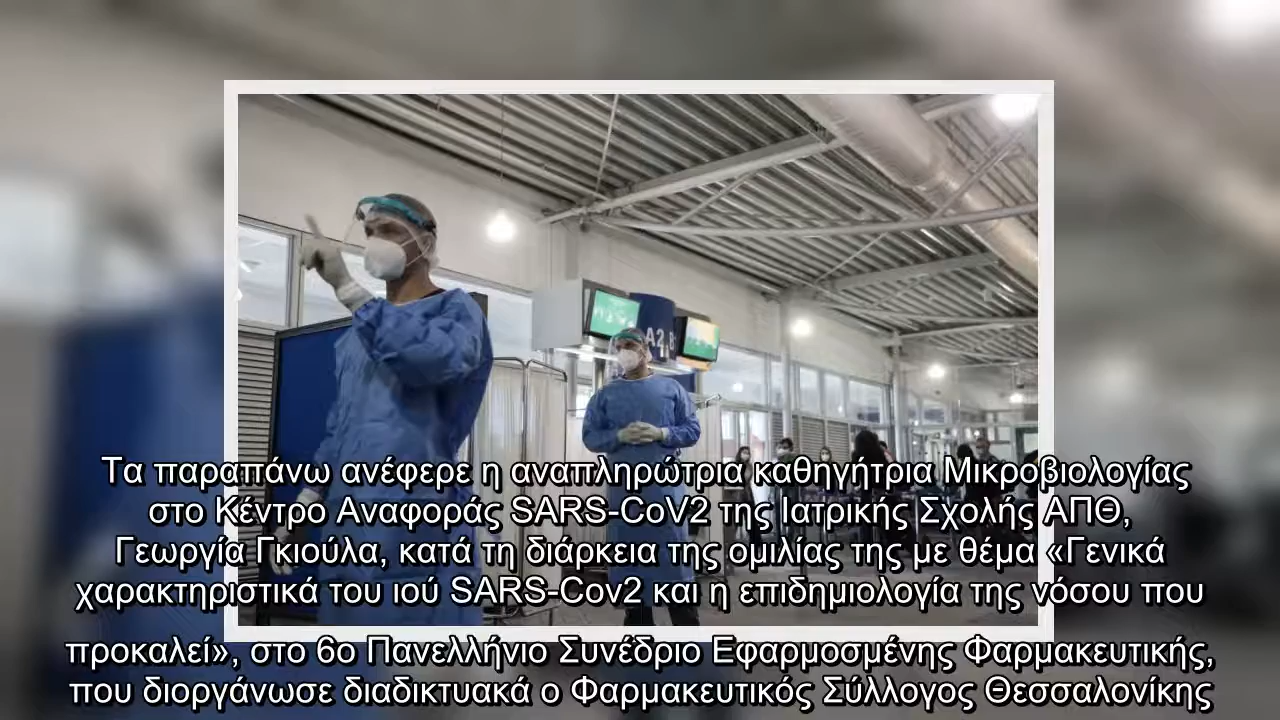 A2
Τα παραπάνω ανέφερε η αναπληρώτρια καθηγήτρια Μικροβιολογίας
στο Κέντρο Αναφοράς SARS-CoV2 της Ιατρικής Σχολής ΑΠΘ,
Γεωργία Γκιούλα, κατά τη διάρκεια της ομιλίας της με θέμα «Γενικά
χαρακτηριστικά του ιού SARS-Cov2 και η επιδημιολογία της νόσου που
προκαλεί», στο 6ο Πανελλήνιο Συνέδριο Εφαρμοσμένης Φαρμακευτικής,
που διοργάνωσε διαδικτυακά ο Φαρμακευτικός Σύλλογος Θεσσαλονίκης